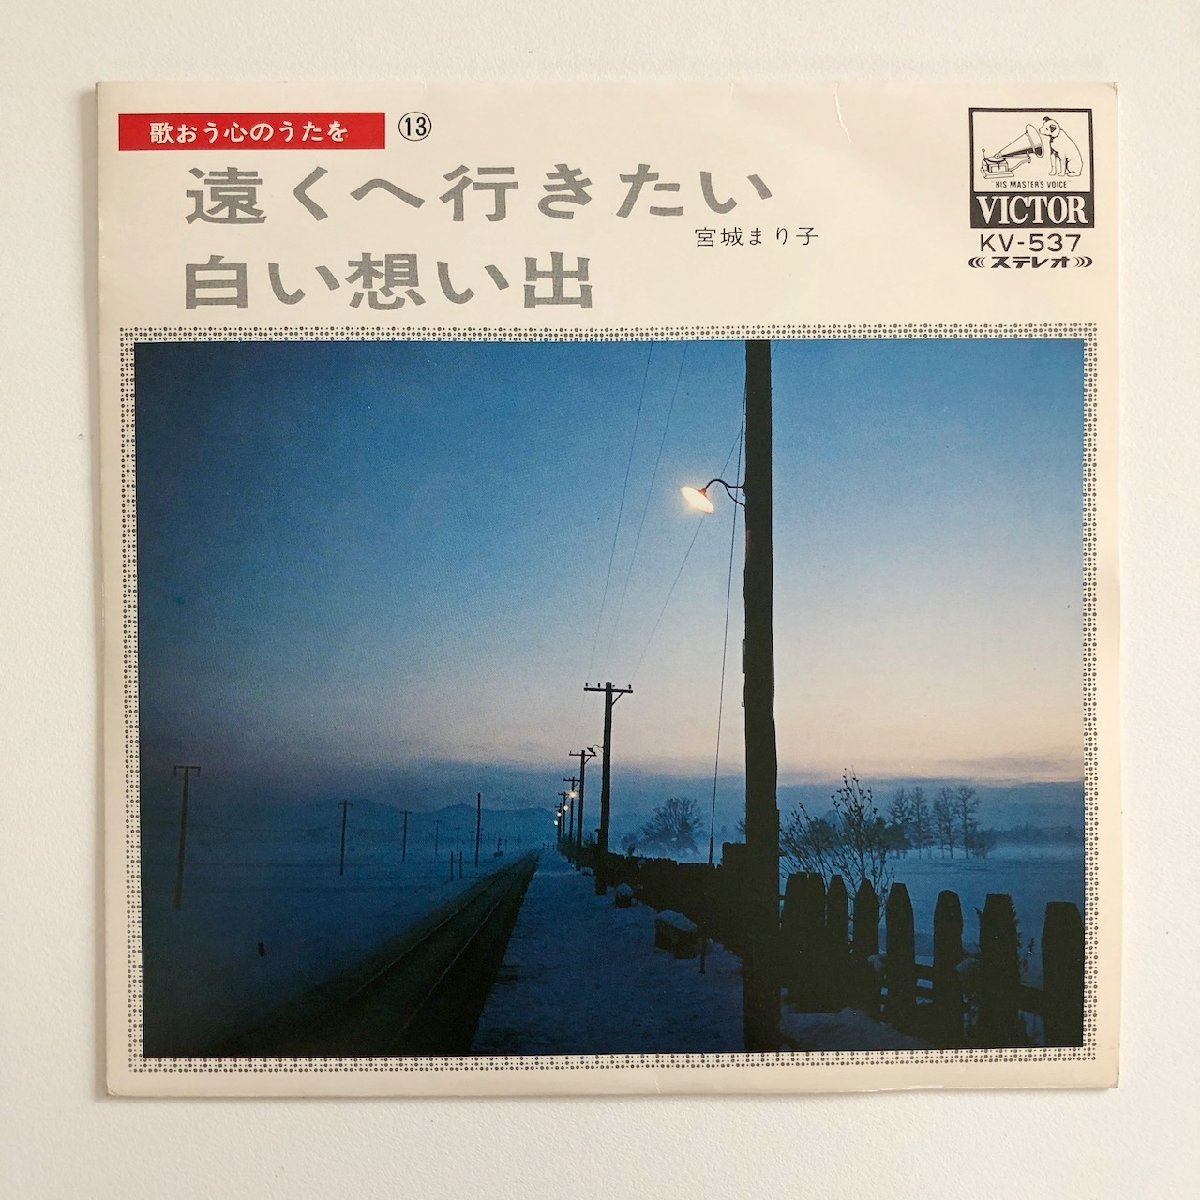 歌おう心のうたを ⑬
遠くへ行きたい
宮城まり子
白い想い出
"HIS MASTER'S VOICE"
VICTOR
KV-537
ステレオ